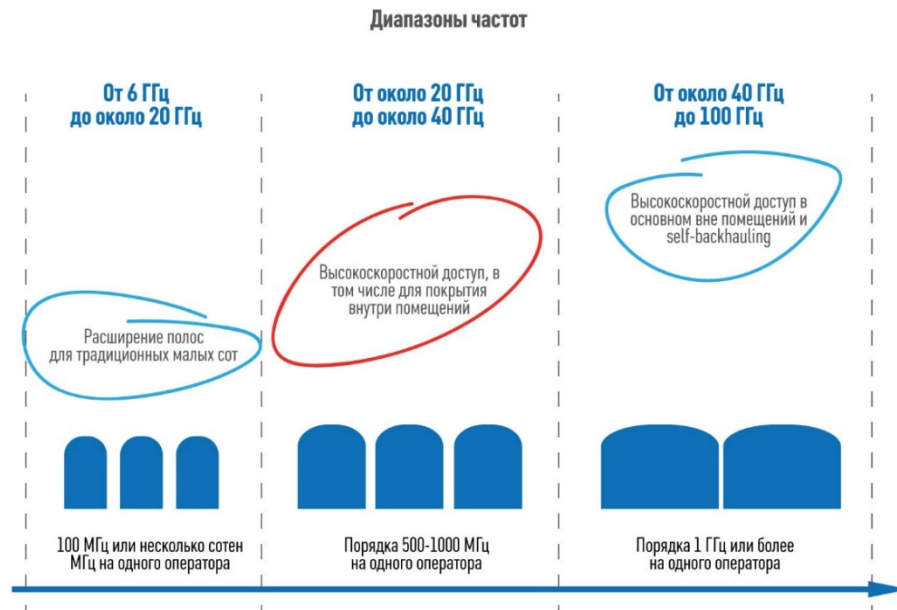 Диапазоны частот
От 6 ГГц
до около 20 ГГц
От около 20 ГГц
до около 40 ГГц
От около 40 ГГц
до 100 ГГц
Расширение полос
для традиционных малых сот
Высокоскоростной доступ, в
том числе для покрытия
внутри помещений
Высокоскоростной доступ в
основном вне помещений и
self-backhauling
100 МГц или несколько сотен
МГц на одного оператора
Порядка 500-1000 МГц
на одного оператора
Порядка 1 ГГц или более
на одного оператора